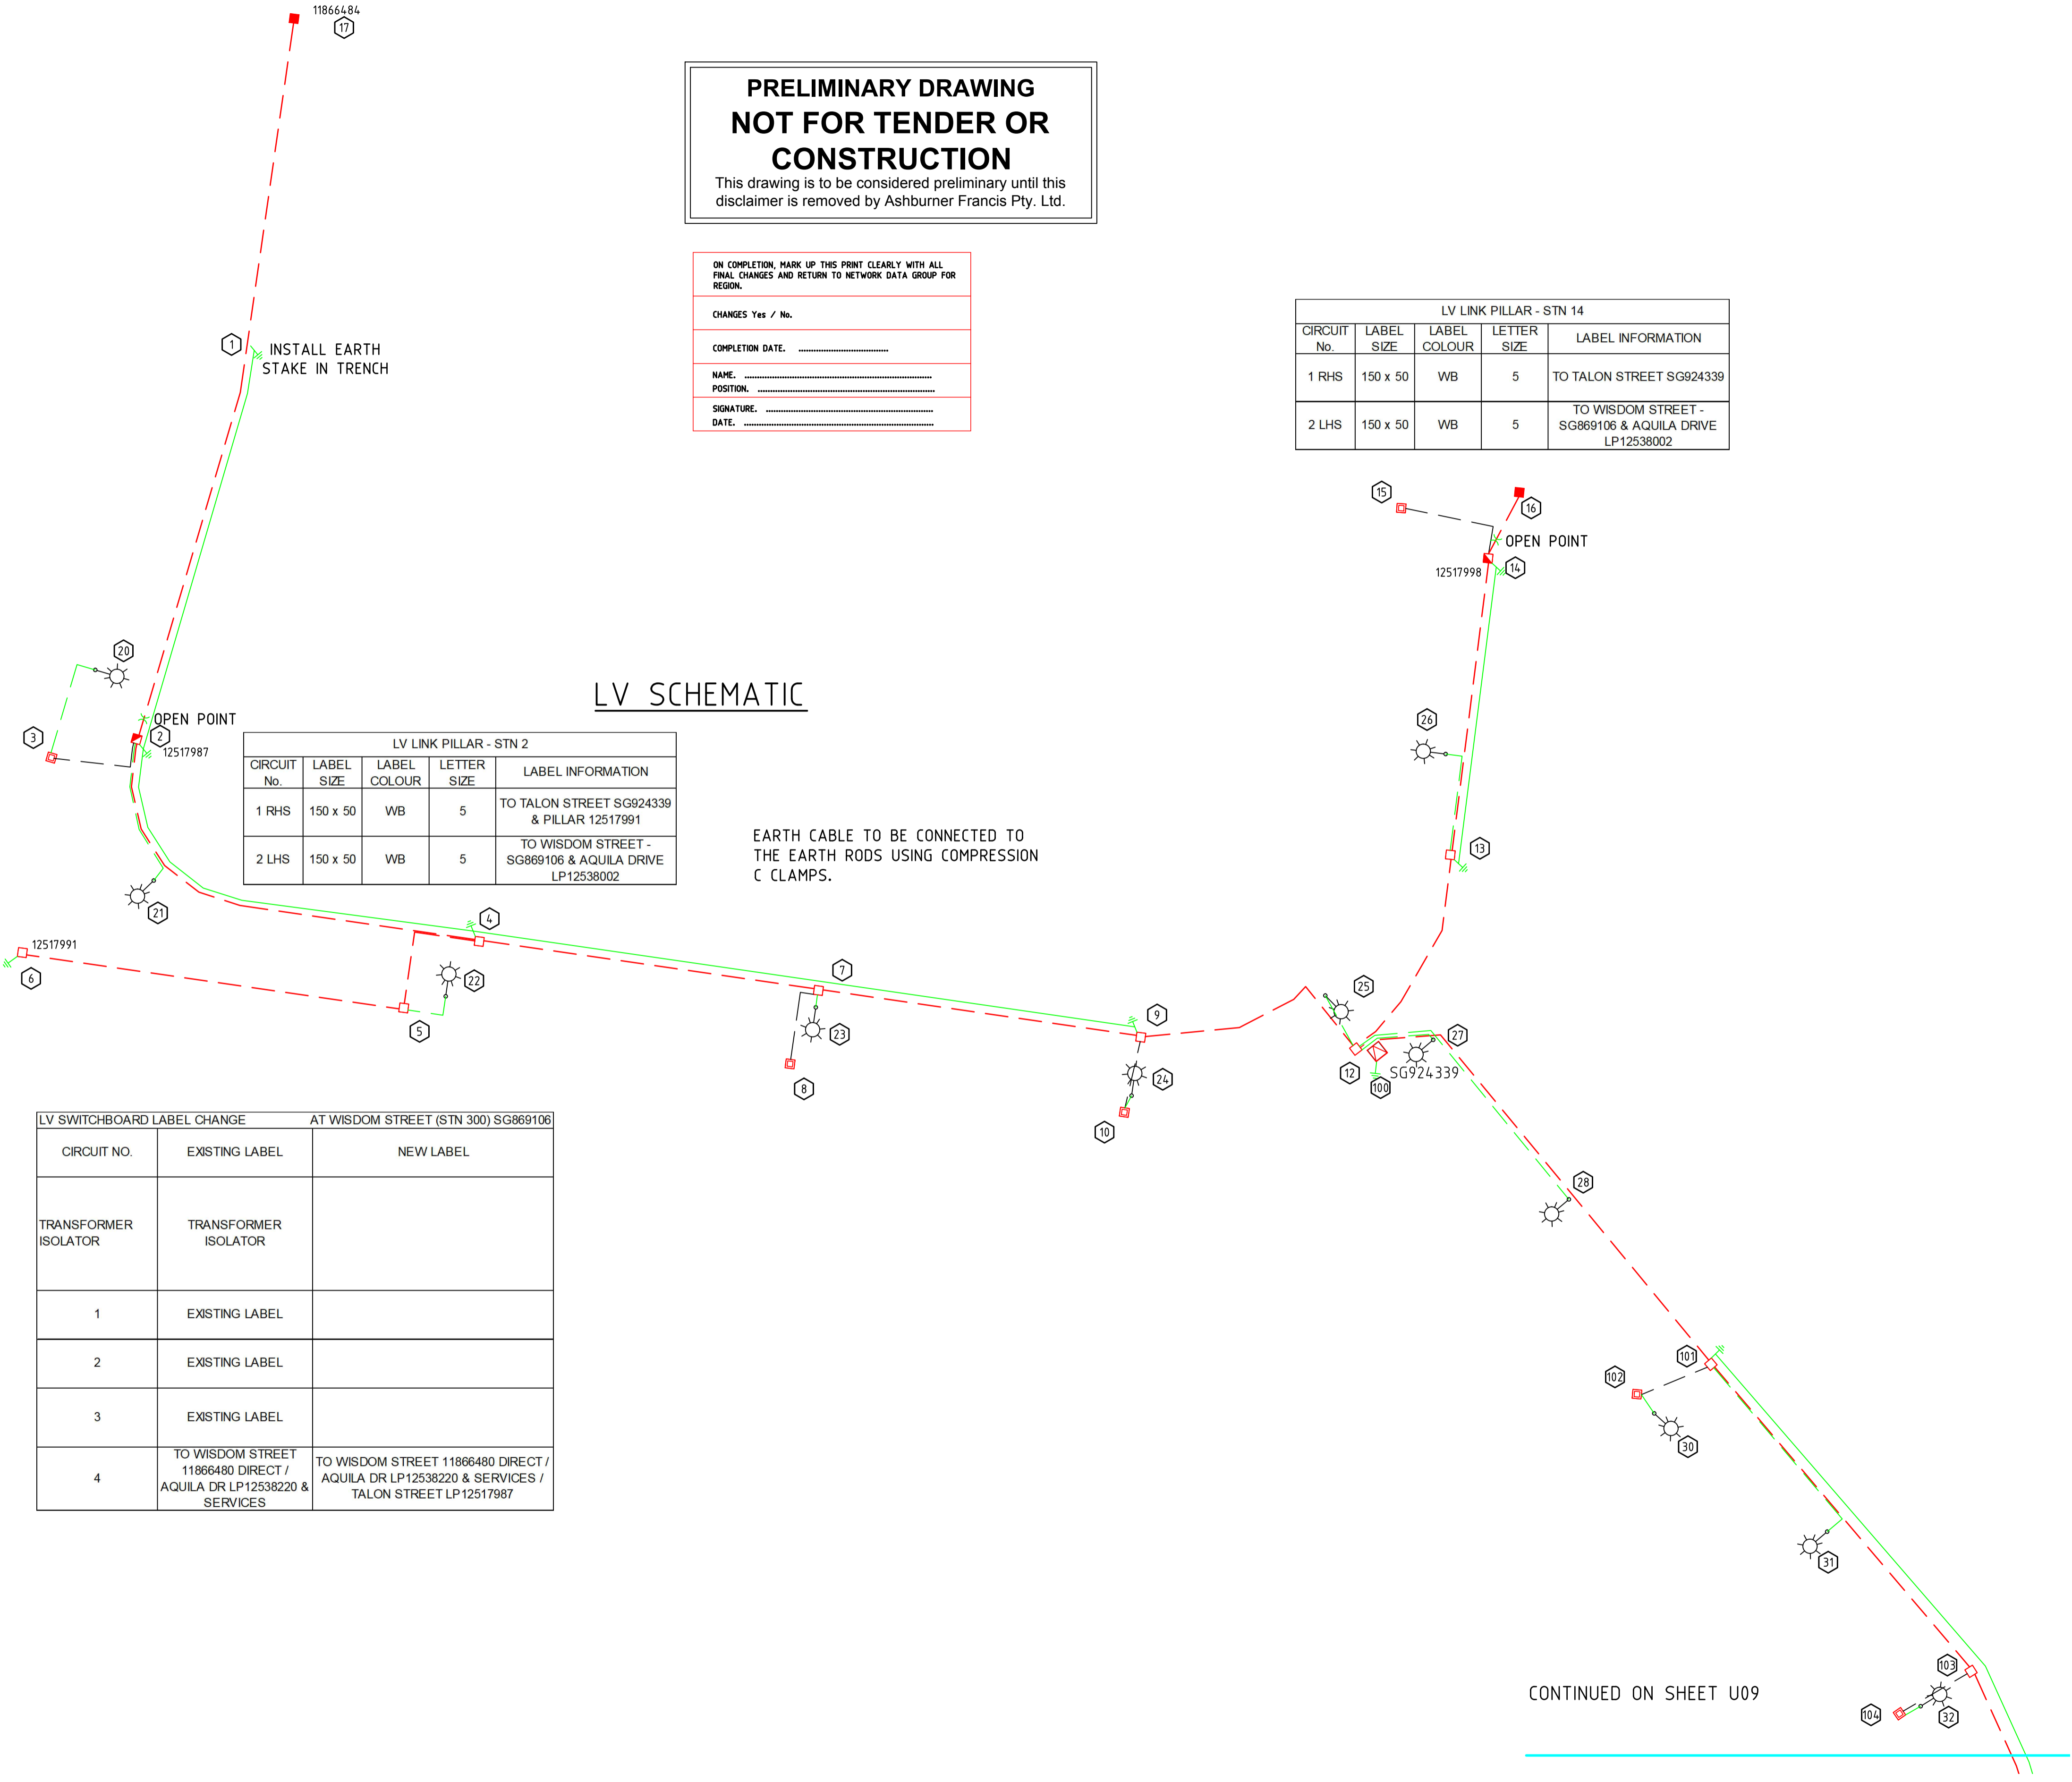 11866484
17
PRELIMINARY DRAWING
NOT FOR TENDER OR
CONSTRUCTION
This drawing is to be considered preliminary until this
disclaimer is removed by Ashburner Francis Pty. Ltd.
ON COMPLETION, MARK UP THIS PRINT CLEARLY WITH ALL
FINAL CHANGES AND RETURN TO NETWORK DATA GROUP FOR
REGION.
CHANGES Yes / No.
COMPLETION DATE. ....................................
NAME. ...........................................................................
POSITION. .......................................................................
SIGNATURE. ...................................................................
DATE. ............................................................................
1
INSTALL EARTH
STAKE IN TRENCH
LV LINK PILLAR - STN 14
CIRCUIT No. LABEL SIZE LABEL COLOUR LETTER SIZE LABEL INFORMATION
1 RHS 150 x 50 WB 5 TO TALON STREET SG924339
2 LHS 150 x 50 WB 5 TO WISDOM STREET -
SG869106 & AQUILA DRIVE
LP12538002
15
16
OPEN POINT
12517998
14
20
LV SCHEMATIC
3
OPEN POINT
2
12517987
26
LV LINK PILLAR - STN 2
CIRCUIT No. LABEL SIZE LABEL COLOUR LETTER SIZE LABEL INFORMATION
1 RHS 150 x 50 WB 5 TO TALON STREET SG924339
& PILLAR 12517991
2 LHS 150 x 50 WB 5 TO WISDOM STREET -
SG869106 & AQUILA DRIVE
LP12538002
EARTH CABLE TO BE CONNECTED TO
THE EARTH RODS USING COMPRESSION
C CLAMPS.
13
21
4
12517991
6
22
5
7
23
8
9
24
10
25
27
12
SG924339
100
28
LV SWITCHBOARD LABEL CHANGE AT WISDOM STREET (STN 300) SG869106
CIRCUIT NO. EXISTING LABEL NEW LABEL
TRANSFORMER
ISOLATOR
TRANSFORMER
ISOLATOR
1 EXISTING LABEL
2 EXISTING LABEL
3 EXISTING LABEL
4
TO WISDOM STREET
11866480 DIRECT /
AQUILA DR LP12538220 &
SERVICES
TO WISDOM STREET 11866480 DIRECT /
AQUILA DR LP12538220 & SERVICES /
TALON STREET LP12517987
101
102
30
31
103
CONTINUED ON SHEET U09
104
32